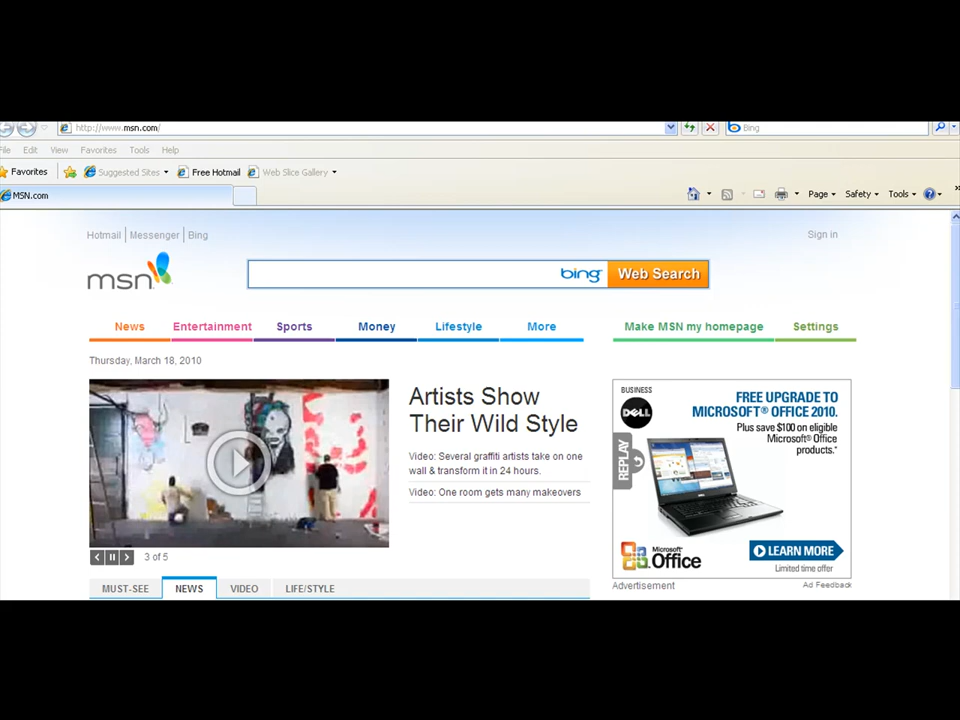 http://www.msn.com/
Bing
File Edit View Favorites Tools Help
Favorites Suggested Sites Free Hotmail Web Slice Gallery
MSN.com
Page Safety Tools
Hotmail Messenger Bing
Sign in
msn
bing Web Search
News Entertainment Sports Money Lifestyle More Make MSN my homepage Settings
Thursday, March 18, 2010
Artists Show
Their Wild Style
Video: Several graffiti artists take on one
wall & transform it in 24 hours.
Video: One room gets many makeovers
3 of 5
MUST-SEE NEWS VIDEO LIFE/STYLE
BUSINESS
DELL
REPLAY
FREE UPGRADE TO
MICROSOFT® OFFICE 2010.
Plus save $100 on eligible
Microsoft® Office
products.*
Microsoft®
Office
LEARN MORE
Limited time offer
Advertisement
Ad Feedback